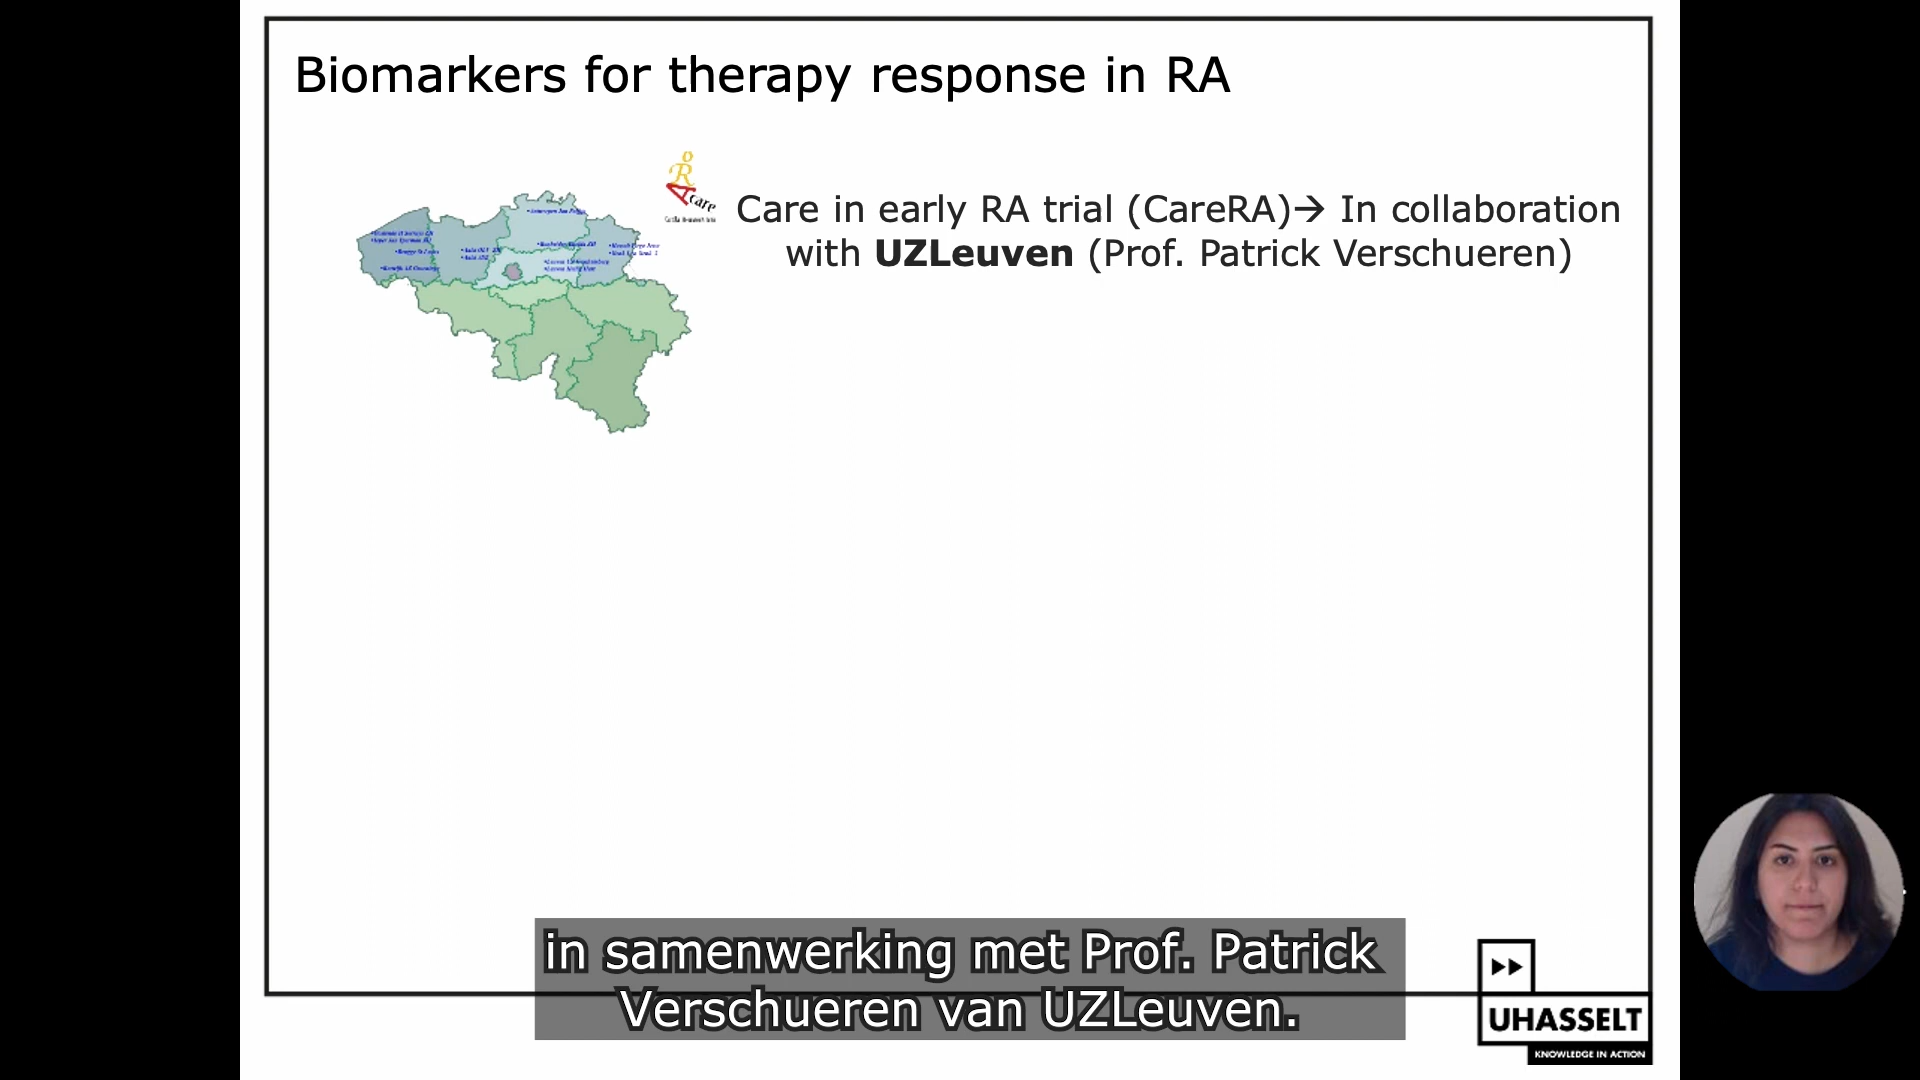 Biomarkers for therapy response in RA
Care in early RA trial (CareRA)→ In collaboration
with UZLeuven (Prof. Patrick Verschueren)
in samenwerking met Prof. Patrick
Verschueren van UZLeuven.
UHASSELT
KNOWLEDGE IN ACTION